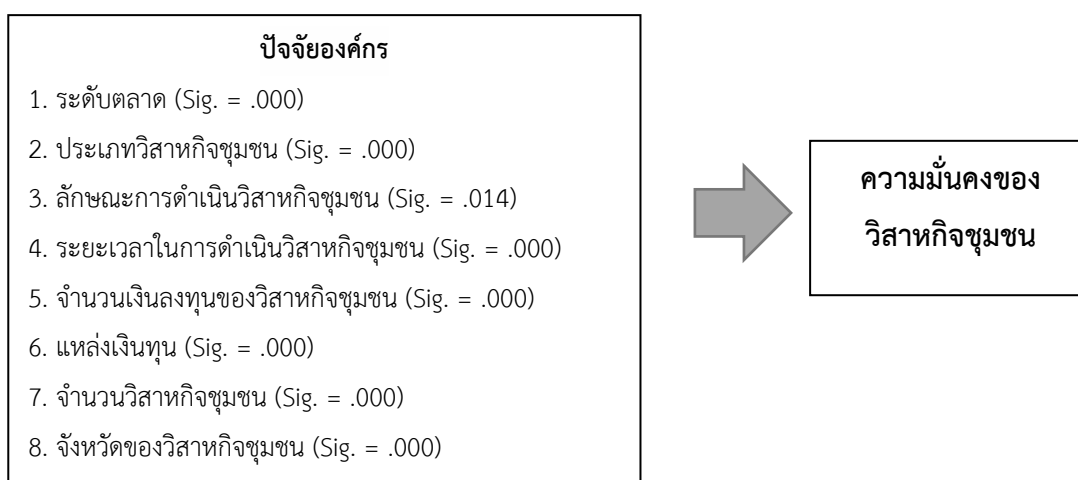 ปัจจัยองค์กร
1. ระดับตลาด (Sig. = .000)
2. ประเภทวิสาหกิจชุมชน (Sig. = .000)
3. ลักษณะการดำเนินวิสาหกิจชุมชน (Sig. = .014)
4. ระยะเวลาในการดำเนินวิสาหกิจชุมชน (Sig. = .000)
5. จำนวนเงินลงทุนของวิสาหกิจชุมชน (Sig. = .000)
6. แหล่งเงินทุน (Sig. = .000)
7. จำนวนวิสาหกิจชุมชน (Sig. = .000)
8. จังหวัดของวิสาหกิจชุมชน (Sig. = .000)
ความมั่นคงของ
วิสาหกิจชุมชน